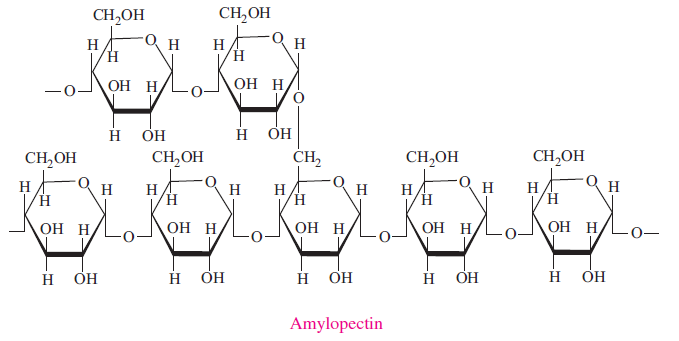 CH₂OH CH₂OH
H O H H O H
H H
OH H OH H
O O O
H OH H OH
CH₂OH CH₂OH CH₂ CH₂OH CH₂OH
H O H H O H H O H H O H H O H
H H H H H
OH H OH H OH H OH H OH H
O O O O O
H OH H OH H OH H OH H OH
Amylopectin